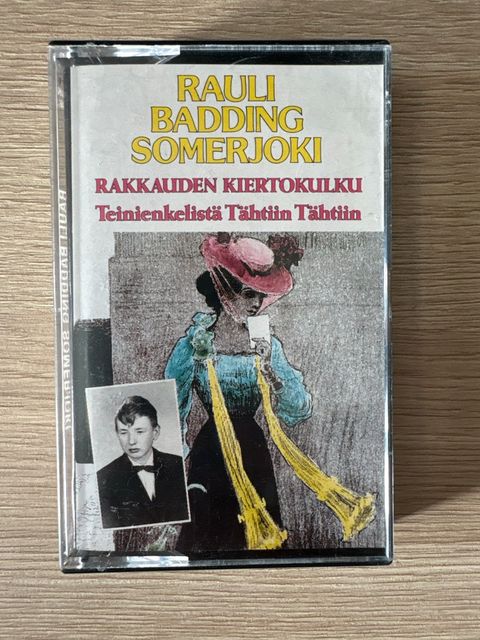 RAULI
BADDING
SOMERJOKI
RAKKAUDEN KIERTOKULKU
Teinienkelistä Tähtiin Tähtiin
RAULI BADDING SOMERJOKI